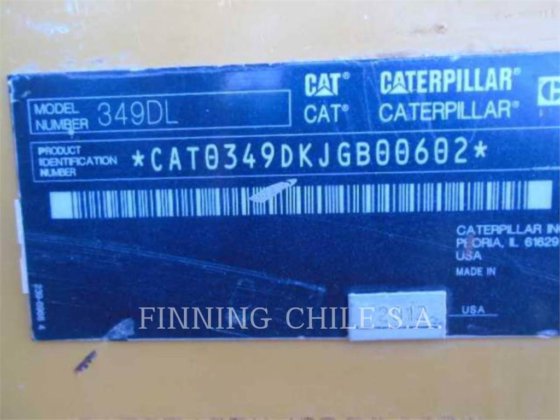 MODEL NUMBER 349DL
CAT® CATERPILLAR®
CAT® CATERPILLAR®
PRODUCT IDENTIFICATION NUMBER
*CAT0349DKJGB00602*
CATERPILLAR INC
PEORIA, IL 61629
USA
MADE IN
USA
FINNING CHILE S.A.